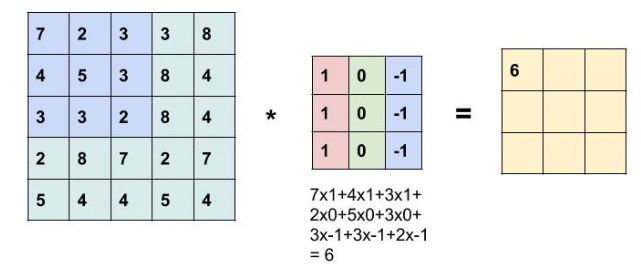 7 2 3 3 8
4 5 3 8 4
3 3 2 8 4
2 8 7 2 7
5 4 4 5 4
*
1 0 -1
1 0 -1
1 0 -1
=
6
7x1+4x1+3x1+
2x0+5x0+3x0+
3x-1+3x-1+2x-1
= 6